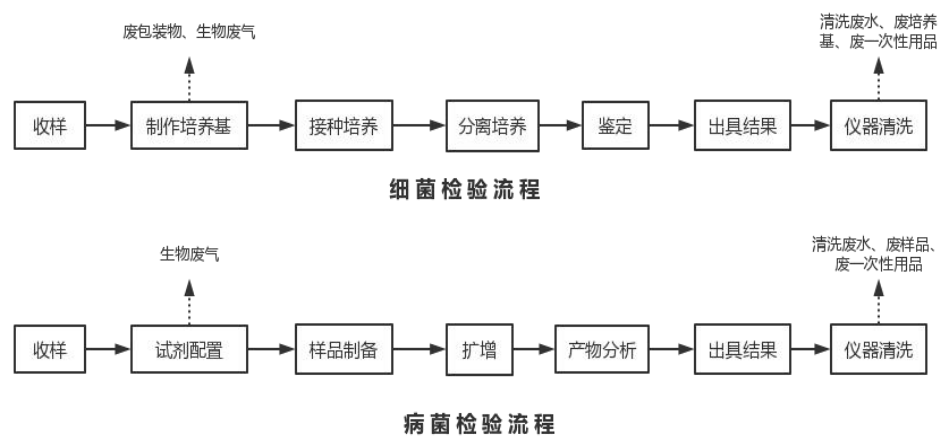 废包装物、生物废气
清洗废水、废培养
基、废一次性用品
收样
制作培养基
接种培养
分离培养
鉴定
出具结果
仪器清洗
细菌检验流程
生物废气
清洗废水、废样品、
废一次性用品
收样
试剂配置
样品制备
扩增
产物分析
出具结果
仪器清洗
病菌检验流程